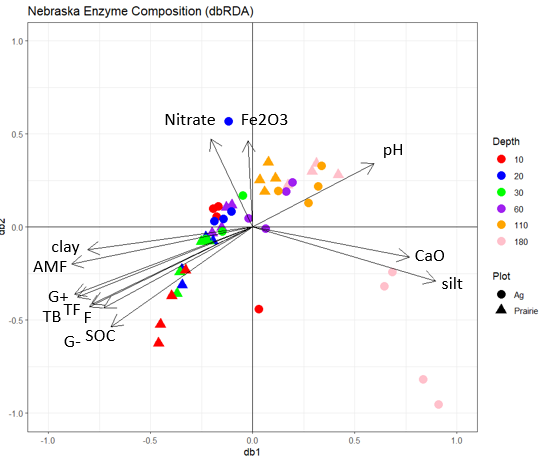 Nebraska Enzyme Composition (dbRDA)
1.0
0.5
0.0
-0.5
-1.0
db2
Nitrate
Fe2O3
pH
clay
AMF
G+
TB
TF
F
G-
SOC
CaO
silt
-1.0
-0.5
0.0
0.5
1.0
db1
Depth
10
20
30
60
110
180
Plot
Ag
Prairie